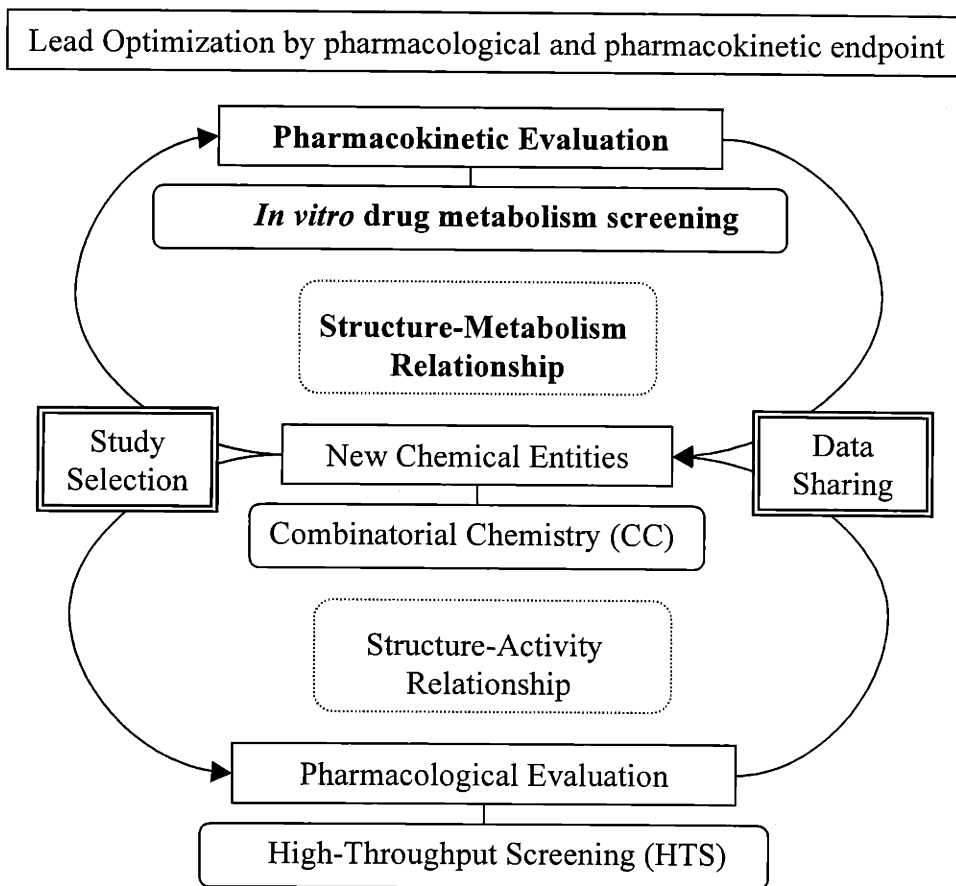 Lead Optimization by pharmacological and pharmacokinetic endpoint
Pharmacokinetic Evaluation
In vitro drug metabolism screening
Structure-Metabolism
Relationship
Study
Selection
New Chemical Entities
Data
Sharing
Combinatorial Chemistry (CC)
Structure-Activity
Relationship
Pharmacological Evaluation
High-Throughput Screening (HTS)